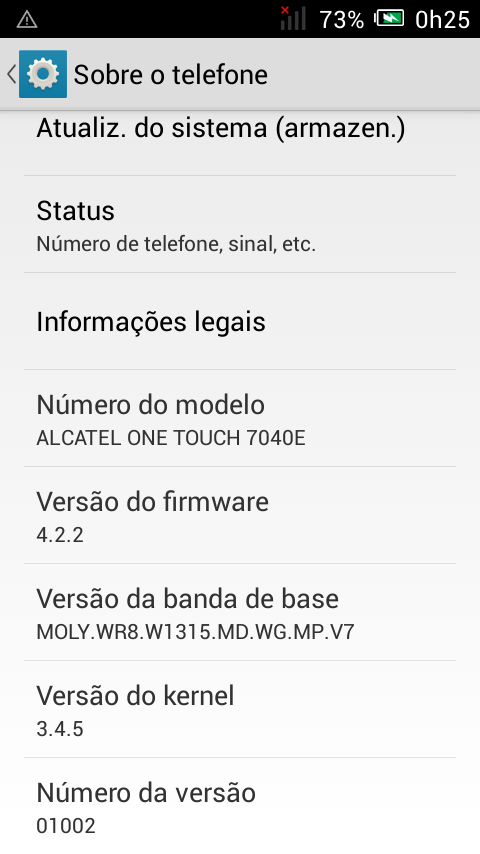 73% 0h25
Sobre o telefone
Atualiz. do sistema (armazen.)
Status
Número de telefone, sinal, etc.
Informações legais
Número do modelo
ALCATEL ONE TOUCH 7040E
Versão do firmware
4.2.2
Versão da banda de base
MOLY.WR8.W1315.MD.WG.MP.V7
Versão do kernel
3.4.5
Número da versão
01002